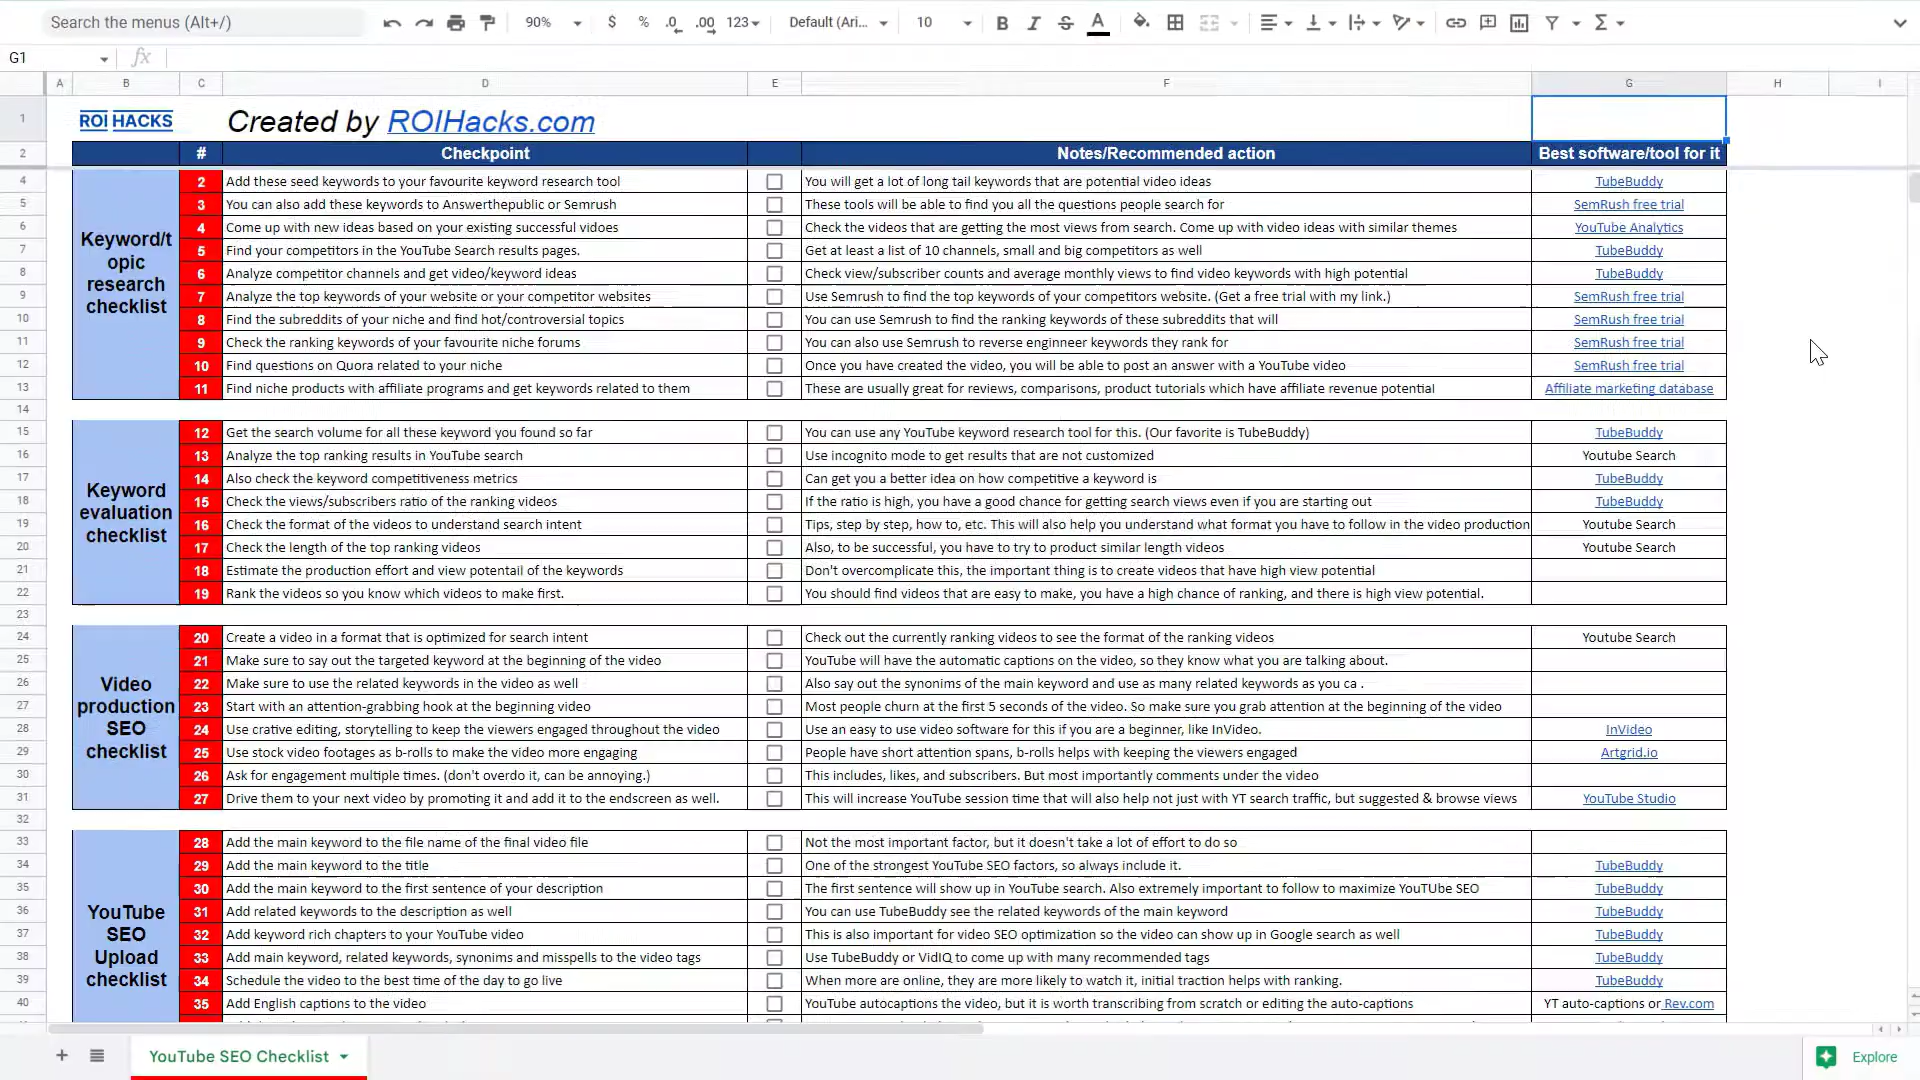 Search the menus (Alt+/)
90%
$
%
.0
.00
123
Default (Ari...
10
B
I
S
A
G1
fx
A B C D E F G H I
1 ROI HACKS Created by ROIHacks.com
2 # Checkpoint Notes/Recommended action Best software/tool for it
Keyword/t
opic
research
checklist
4 2 Add these seed keywords to your favourite keyword research tool You will get a lot of long tail keywords that are potential video ideas TubeBuddy
5 3 You can also add these keywords to Answerthepublic or Semrush These tools will be able to find you all the questions people search for SemRush free trial
6 4 Come up with new ideas based on your existing successful vidoes Check the videos that are getting the most views from search. Come up with video ideas with similar themes YouTube Analytics
7 5 Find your competitors in the YouTube Search results pages. Get at least a list of 10 channels, small and big competitors as well TubeBuddy
8 6 Analyze competitor channels and get video/keyword ideas Check view/subscriber counts and average monthly views to find video keywords with high potential TubeBuddy
9 7 Analyze the top keywords of your website or your competitor websites Use Semrush to find the top keywords of your competitors website. (Get a free trial with my link.) SemRush free trial
10 8 Find the subreddits of your niche and find hot/controversial topics You can use Semrush to find the ranking keywords of these subreddits that will SemRush free trial
11 9 Check the ranking keywords of your favourite niche forums You can also use Semrush to reverse enginneer keywords they rank for SemRush free trial
12 10 Find questions on Quora related to your niche Once you have created the video, you will be able to post an answer with a YouTube video SemRush free trial
13 11 Find niche products with affiliate programs and get keywords related to them These are usually great for reviews, comparisons, product tutorials which have affiliate revenue potential Affiliate marketing database
14
Keyword
evaluation
checklist
15 12 Get the search volume for all these keyword you found so far You can use any YouTube keyword research tool for this. (Our favorite is TubeBuddy) TubeBuddy
16 13 Analyze the top ranking results in YouTube search Use incognito mode to get results that are not customized Youtube Search
17 14 Also check the keyword competitiveness metrics Can get you a better idea on how competitive a keyword is TubeBuddy
18 15 Check the views/subscribers ratio of the ranking videos If the ratio is high, you have a good chance for getting search views even if you are starting out TubeBuddy
19 16 Check the format of the videos to understand search intent Tips, step by step, how to, etc. This will also help you understand what format you have to follow in the video production Youtube Search
20 17 Check the length of the top ranking videos Also, to be successful, you have to try to product similar length videos Youtube Search
21 18 Estimate the production effort and view potentail of the keywords Don't overcomplicate this, the important thing is to create videos that have high view potential
22 19 Rank the videos so you know which videos to make first. You should find videos that are easy to make, you have a high chance of ranking, and there is high view potential.
23
Video
production
SEO
checklist
24 20 Create a video in a format that is optimized for search intent Check out the currently ranking videos to see the format of the ranking videos Youtube Search
25 21 Make sure to say out the targeted keyword at the beginning of the video YouTube will have the automatic captions on the video, so they know what you are talking about.
26 22 Make sure to use the related keywords in the video as well Also say out the synonims of the main keyword and use as many related keywords as you ca .
27 23 Start with an attention-grabbing hook at the beginning video Most people churn at the first 5 seconds of the video. So make sure you grab attention at the beginning of the video
28 24 Use crative editing, storytelling to keep the viewers engaged throughout the video Use an easy to use video software for this if you are a beginner, like InVideo. InVideo
29 25 Use stock video footages as b-rolls to make the video more engaging People have short attention spans, b-rolls helps with keeping the viewers engaged Artgrid.io
30 26 Ask for engagement multiple times. (don't overdo it, can be annoying.) This includes, likes, and subscribers. But most importantly comments under the video
31 27 Drive them to your next video by promoting it and add it to the endscreen as well. This will increase YouTube session time that will also help not just with YT search traffic, but suggested & browse views YouTube Studio
32
YouTube
SEO
Upload
checklist
33 28 Add the main keyword to the file name of the final video file Not the most important factor, but it doesn't take a lot of effort to do so
34 29 Add the main keyword to the title One of the strongest YouTube SEO factors, so always include it. TubeBuddy
35 30 Add the main keyword to the first sentence of your description The first sentence will show up in YouTube search. Also extremely important to follow to maximize YouTUbe SEO TubeBuddy
36 31 Add related keywords to the description as well You can use TubeBuddy see the related keywords of the main keyword TubeBuddy
37 32 Add keyword rich chapters to your YouTube video This is also important for video SEO optimization so the video can show up in Google search as well TubeBuddy
38 33 Add main keyword, related keywords, synonyms and misspells to the video tags Use TubeBuddy or VidIQ to come up with many recommended tags TubeBuddy
39 34 Schedule the video to the best time of the day to go live When more are online, they are more likely to watch it, initial traction helps with ranking. TubeBuddy
40 35 Add English captions to the video YouTube autocaptions the video, but it is worth transcribing from scratch or editing the auto-captions YT auto-captions or Rev.com
YouTube SEO Checklist
Explore